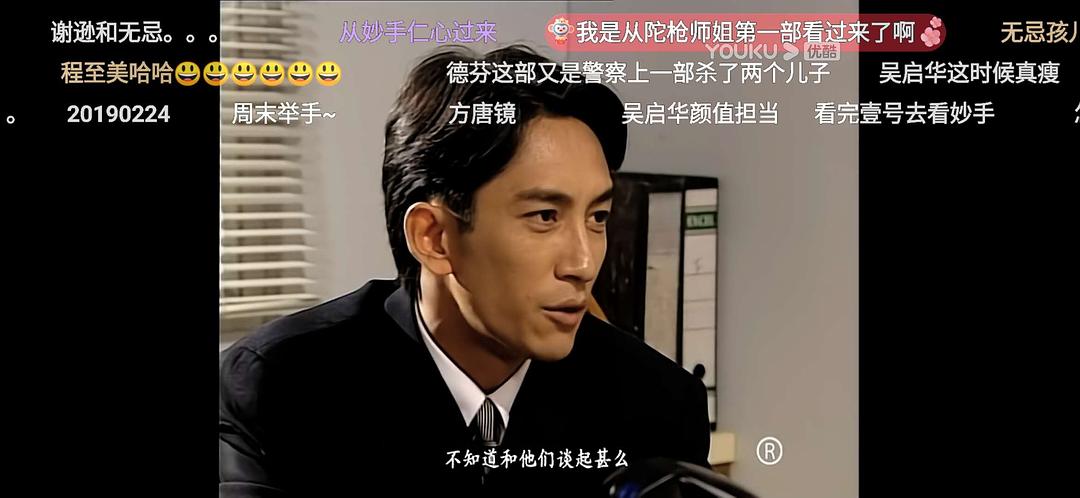 谢逊和无忌。。。 从妙手仁心过来 我是从陀枪师姐第一部看过来了啊 无忌孩儿
YOUKU 优酷
程至美哈哈😃😃😃😃😃😃 德芬这部又是警察上一部杀了两个儿子 吴启华这时候真瘦
。 20190224 周末举手~ 方唐镜 吴启华颜值担当 看完壹号去看妙手
不知道和他们谈起甚么
®